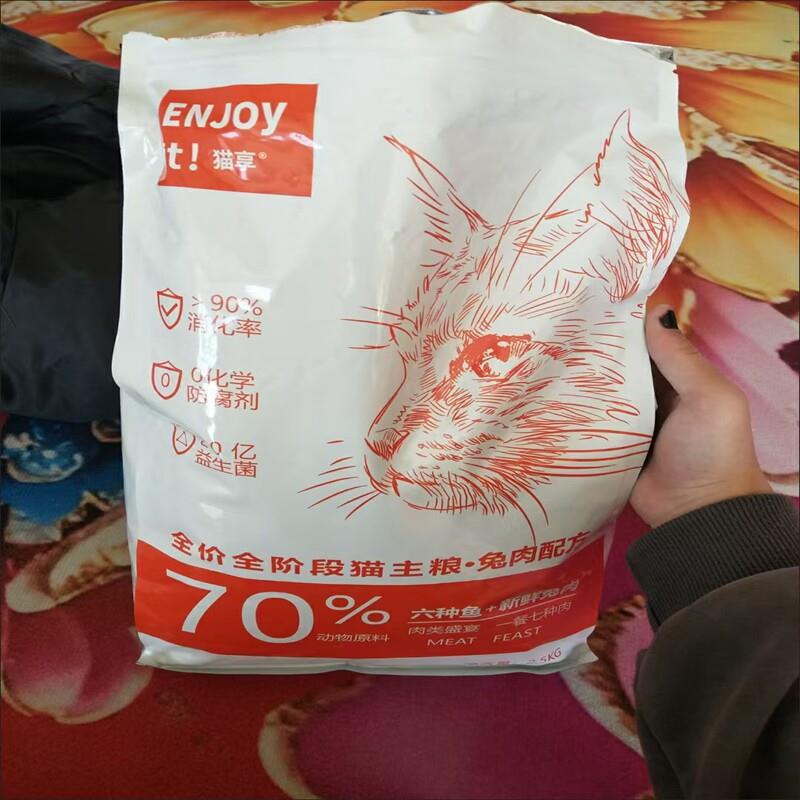 ENJOY
it! 猫享®
>90%
消化率
0
0化学
防腐剂
20 亿
益生菌
全价全阶段猫主粮·兔肉配方
70%
动物原料
六种鱼+新鲜兔肉
肉类盛宴 一餐七种肉
MEAT FEAST
5KG